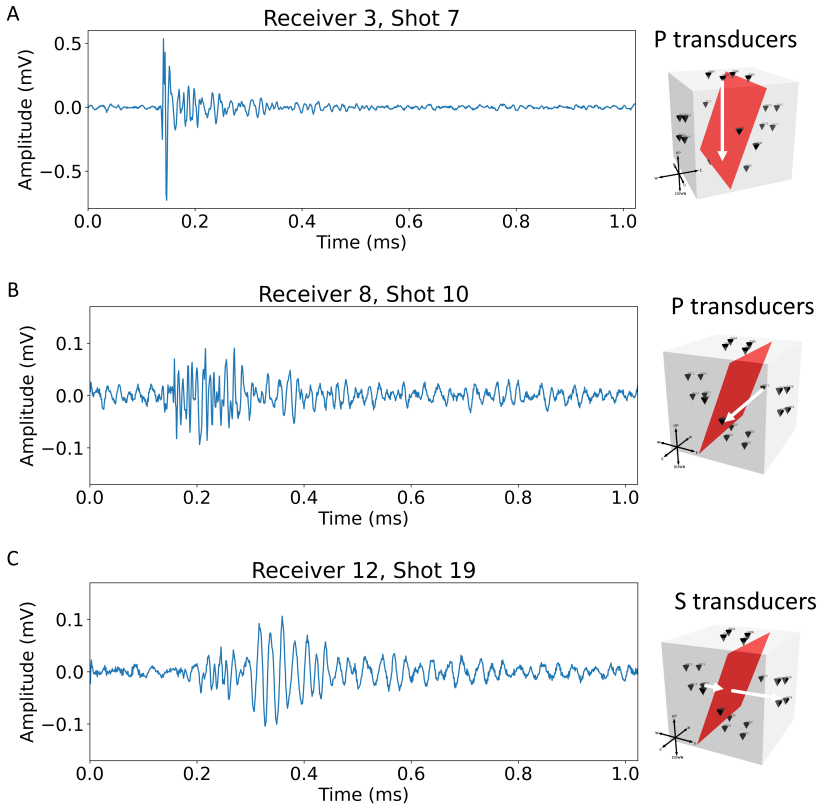 A
Receiver 3, Shot 7
P transducers
Amplitude (mV)
0.5
0.0
−0.5
0.0
0.2
0.4
0.6
0.8
1.0
Time (ms)
DOWN
B
Receiver 8, Shot 10
P transducers
Amplitude (mV)
0.1
0.0
−0.1
0.0
0.2
0.4
0.6
0.8
1.0
Time (ms)
DOWN
C
Receiver 12, Shot 19
S transducers
Amplitude (mV)
0.1
0.0
−0.1
0.0
0.2
0.4
0.6
0.8
1.0
Time (ms)
DOWN